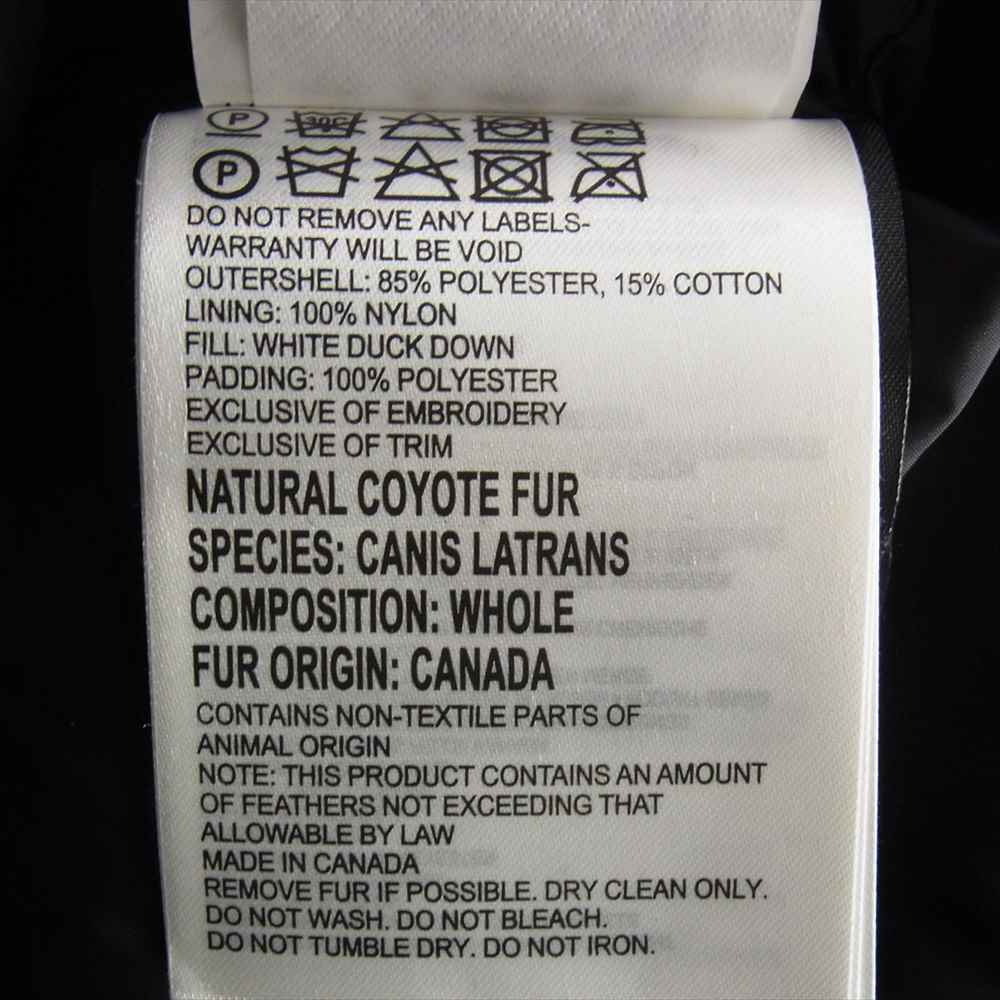 P 30C
P
DO NOT REMOVE ANY LABELS-
WARRANTY WILL BE VOID
OUTERSHELL: 85% POLYESTER, 15% COTTON
LINING: 100% NYLON
FILL: WHITE DUCK DOWN
PADDING: 100% POLYESTER
EXCLUSIVE OF EMBROIDERY
EXCLUSIVE OF TRIM
NATURAL COYOTE FUR
SPECIES: CANIS LATRANS
COMPOSITION: WHOLE
FUR ORIGIN: CANADA
CONTAINS NON-TEXTILE PARTS OF
ANIMAL ORIGIN
NOTE: THIS PRODUCT CONTAINS AN AMOUNT
OF FEATHERS NOT EXCEEDING THAT
ALLOWABLE BY LAW
MADE IN CANADA
REMOVE FUR IF POSSIBLE. DRY CLEAN ONLY.
DO NOT WASH. DO NOT BLEACH.
DO NOT TUMBLE DRY. DO NOT IRON.